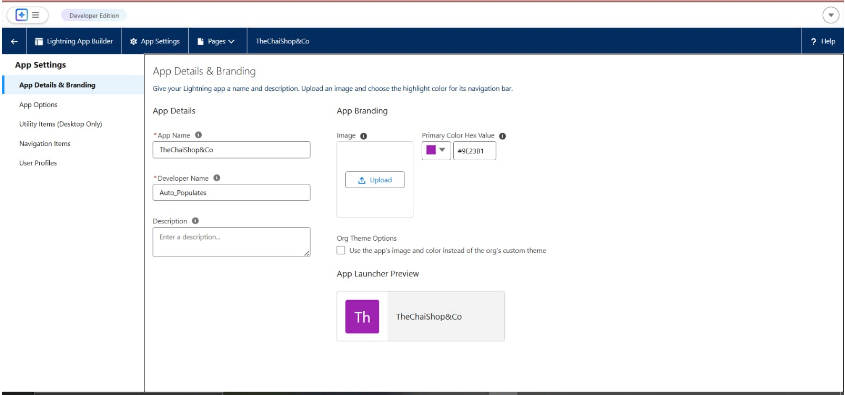 Developer Edition
Lightning App Builder
App Settings
Pages
TheChaiShop&Co
? Help
App Settings
App Details & Branding
App Options
Utility Items (Desktop Only)
Navigation Items
User Profiles
App Details & Branding
Give your Lightning app a name and description. Upload an image and choose the highlight color for its navigation bar.
App Details
*App Name
TheChaiShop&Co
*Developer Name
Auto_Populates
Description
Enter a description...
App Branding
Image
Upload
Primary Color Hex Value
#9E23B1
Org Theme Options
Use the app's image and color instead of the org's custom theme
App Launcher Preview
Th
TheChaiShop&Co